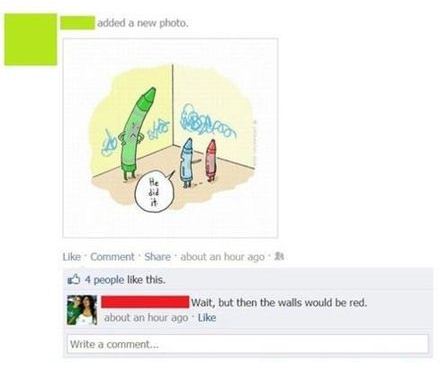 added a new photo.
He
did
it
Like · Comment · Share · about an hour ago ·
4 people like this.
Wait, but then the walls would be red.
about an hour ago · Like
Write a comment...